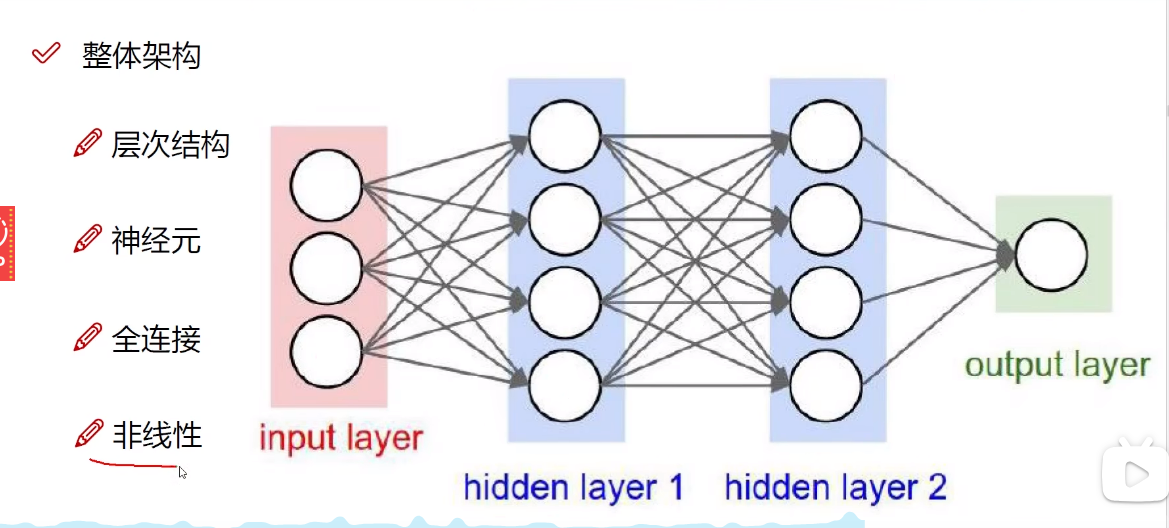 整体架构
层次结构
神经元
全连接
非线性
input layer
hidden layer 1
hidden layer 2
output layer